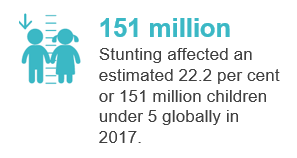 151 million
Stunting affected an
estimated 22.2 per cent
or 151 million children
under 5 globally in
2017.